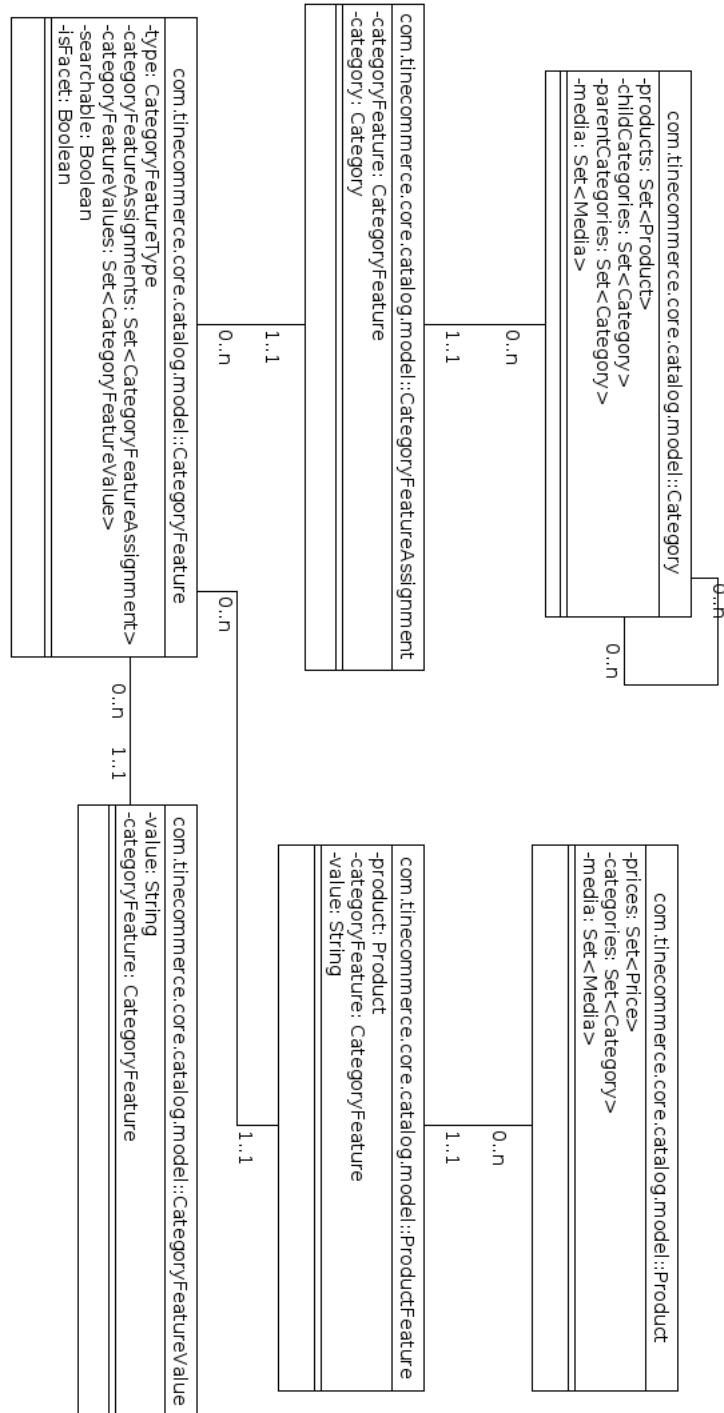 com.tinecommerce.core.catalog.model::Category
-products: Set<Product>
-childCategories: Set<Category>
-parentCategories: Set<Category>
-media: Set<Media>
0..n
0..n
0..n
1..1
com.tinecommerce.core.catalog.model::CategoryFeatureAssignment
-categoryFeature: CategoryFeature
-category: Category
1..1
0..n
com.tinecommerce.core.catalog.model::CategoryFeature
-type: CategoryFeatureType
-categoryFeatureAssignments: Set<CategoryFeatureAssignment>
-categoryFeatureValues: Set<CategoryFeatureValue>
-searchable: Boolean
-isFacet: Boolean
0..n
0..n
1..1
com.tinecommerce.core.catalog.model::Product
-prices: Set<Price>
-categories: Set<Category>
-media: Set<Media>
0..n
1..1
com.tinecommerce.core.catalog.model::ProductFeature
-product: Product
-categoryFeature: CategoryFeature
-value: String
1..1
com.tinecommerce.core.catalog.model::CategoryFeatureValue
-value: String
-categoryFeature: CategoryFeature